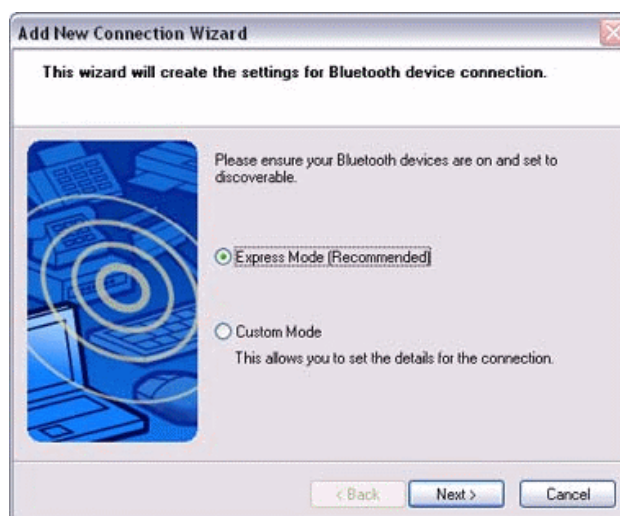 Add New Connection Wizard
This wizard will create the settings for Bluetooth device connection.
Please ensure your Bluetooth devices are on and set to
discoverable.
Express Mode (Recommended)
Custom Mode
This allows you to set the details for the connection.
< Back
Next >
Cancel